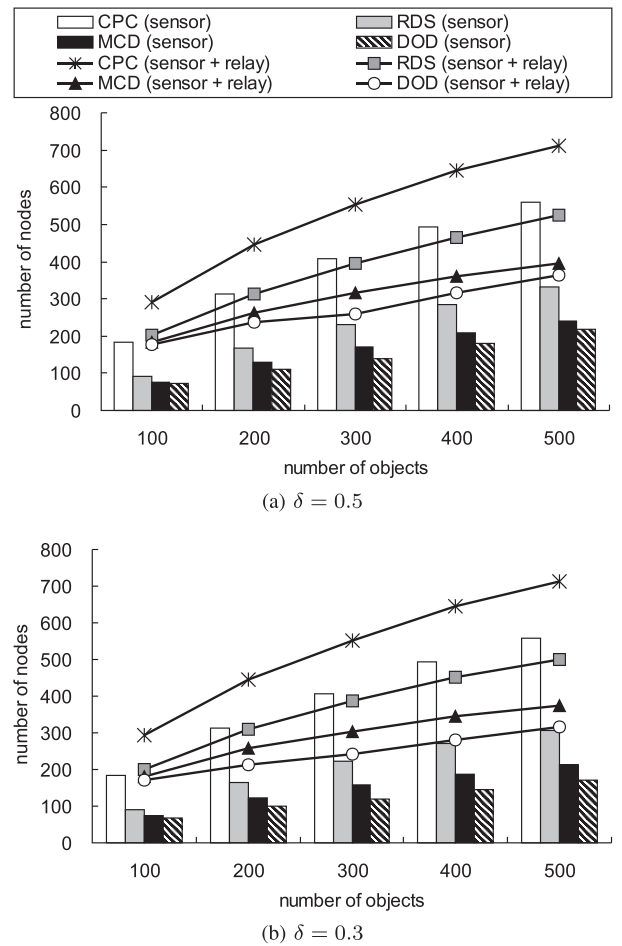 CPC (sensor) RDS (sensor)
MCD (sensor) DOD (sensor)
CPC (sensor + relay) RDS (sensor + relay)
MCD (sensor + relay) DOD (sensor + relay)
800
700
600
500
400
300
200
100
0
number of nodes
100 200 300 400 500
number of objects
(a) δ = 0.5
800
700
600
500
400
300
200
100
0
number of nodes
100 200 300 400 500
number of objects
(b) δ = 0.3